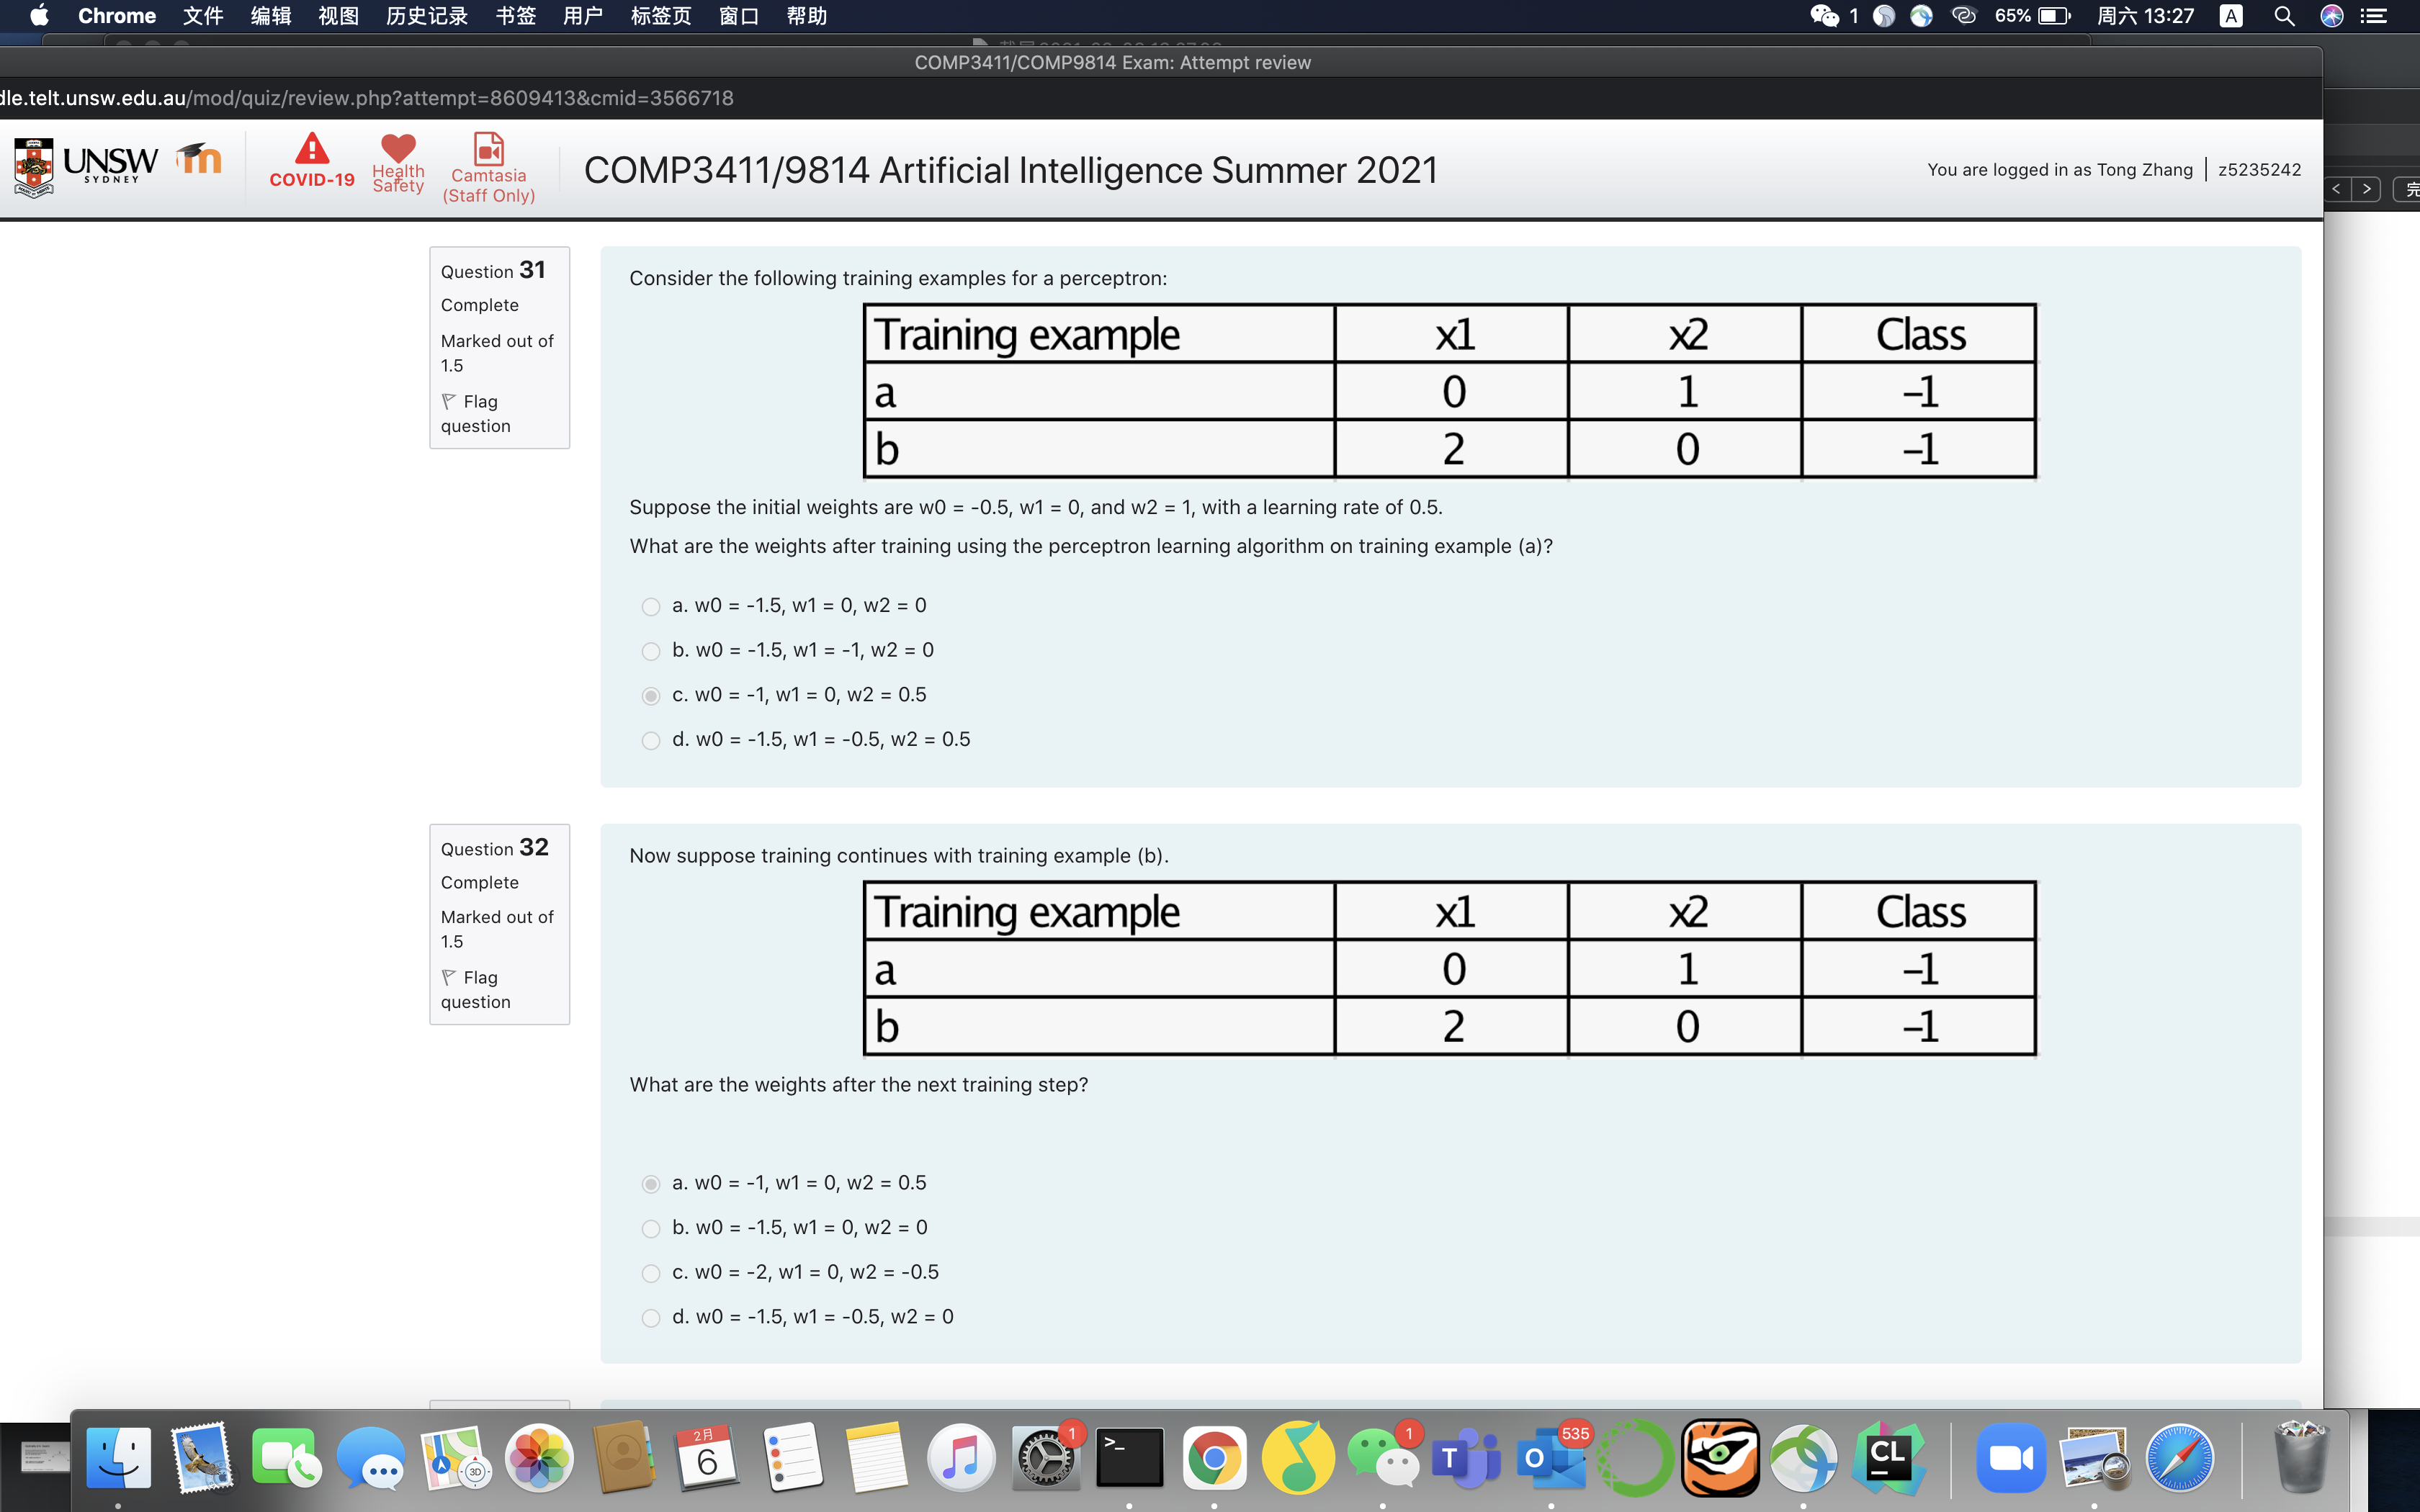 Chrome 文件 编辑 视图 历史记录 书签 用户 标签页 窗口 帮助 1 65% 周六 13:27 A
COMP3411/COMP9814 Exam: Attempt review
dle.telt.unsw.edu.au/mod/quiz/review.php?attempt=8609413&cmid=3566718
UNSW
SYDNEY
COVID-19
Health
Safety
Camtasia
(Staff Only)
COMP3411/9814 Artificial Intelligence Summer 2021
You are logged in as Tong Zhang | z5235242
< > 完
Question 31
Complete
Marked out of
1.5
Flag
question
Consider the following training examples for a perceptron:
Training example x1 x2 Class
a 0 1 –1
b 2 0 –1
Suppose the initial weights are w0 = -0.5, w1 = 0, and w2 = 1, with a learning rate of 0.5.
What are the weights after training using the perceptron learning algorithm on training example (a)?
a. w0 = -1.5, w1 = 0, w2 = 0
b. w0 = -1.5, w1 = -1, w2 = 0
c. w0 = -1, w1 = 0, w2 = 0.5
d. w0 = -1.5, w1 = -0.5, w2 = 0.5
Question 32
Complete
Marked out of
1.5
Flag
question
Now suppose training continues with training example (b).
Training example x1 x2 Class
a 0 1 –1
b 2 0 –1
What are the weights after the next training step?
a. w0 = -1, w1 = 0, w2 = 0.5
b. w0 = -1.5, w1 = 0, w2 = 0
c. w0 = -2, w1 = 0, w2 = -0.5
d. w0 = -1.5, w1 = -0.5, w2 = 0
3D
2月
6
1
>_
1
T
O
535
CL